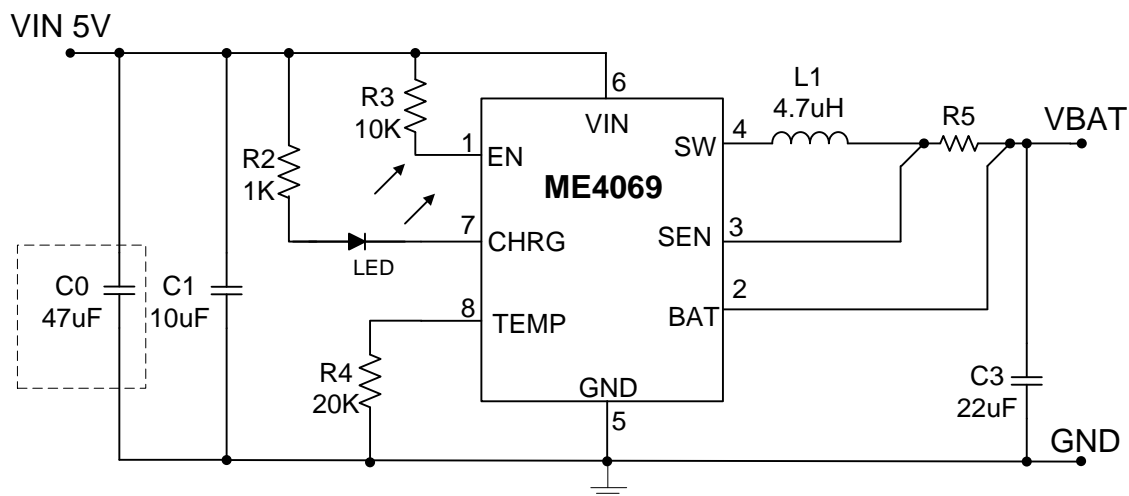 VIN 5V
6
L1
4.7uH
R3
10K
VIN
R5
VBAT
1
4
EN
SW
R2
1K
ME4069
7
CHRG
SEN
3
LED
C0
47uF
C1
10uF
2
8
TEMP
BAT
R4
20K
GND
C3
22uF
5
GND